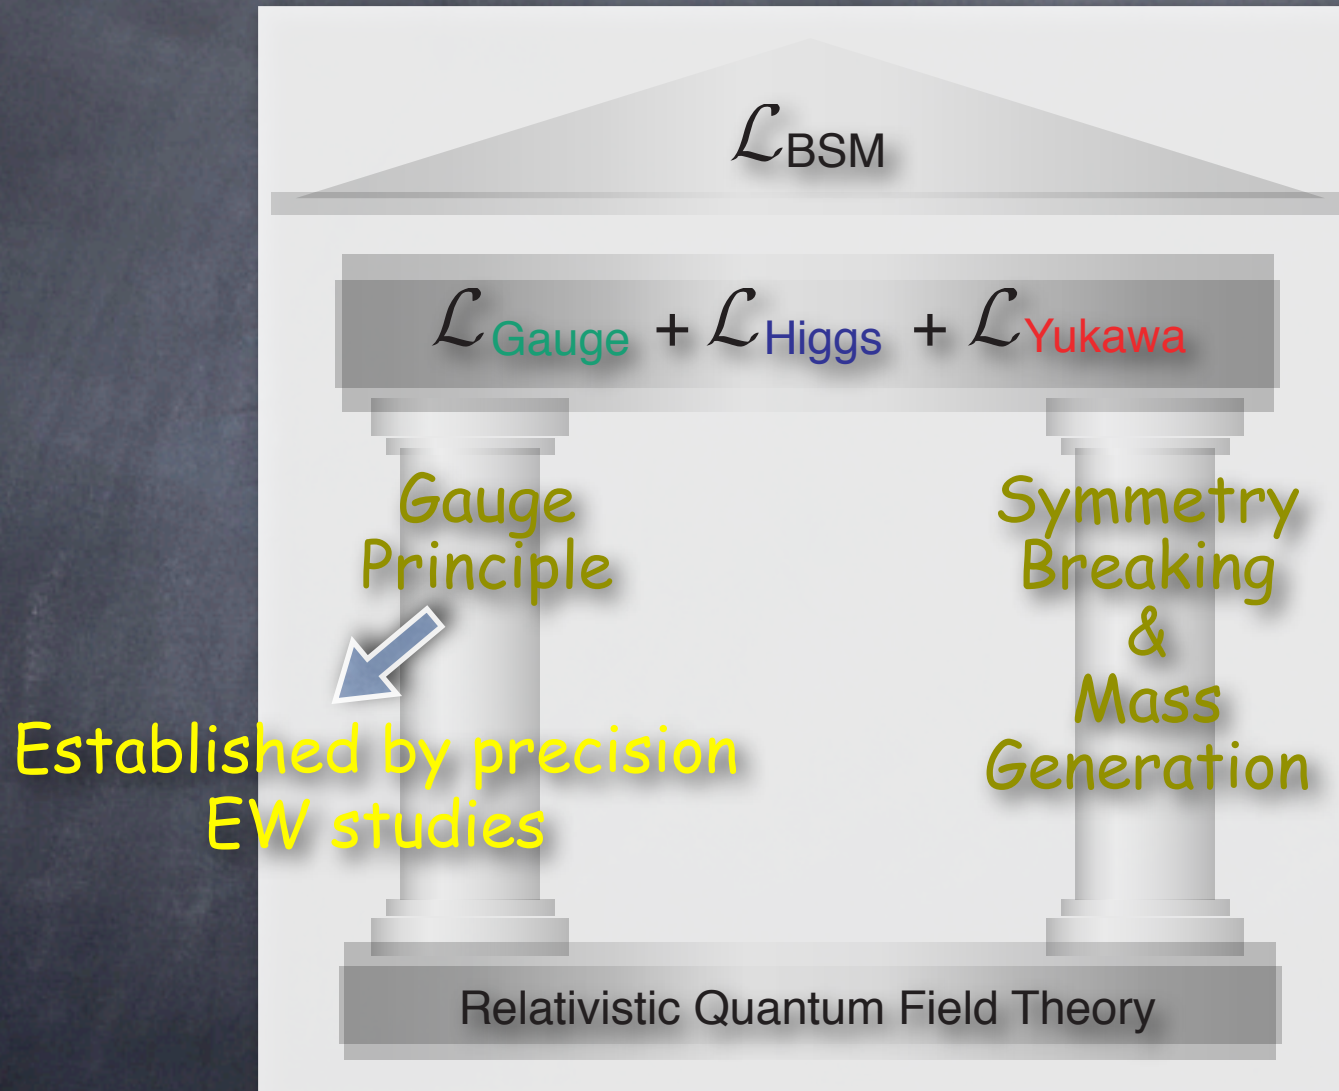 ℒBSM
ℒGauge + ℒHiggs + ℒYukawa
Gauge
Principle
Symmetry
Breaking
&
Mass
Generation
Established by precision
EW studies
Relativistic Quantum Field Theory